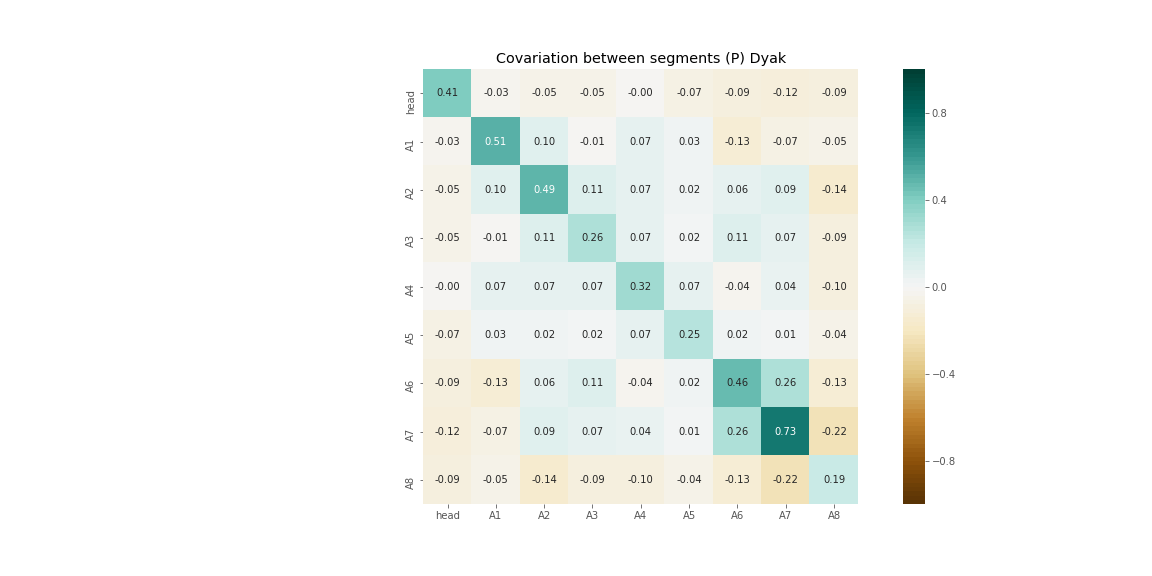 Covariation between segments (P) Dyak
head 0.41 -0.03 -0.05 -0.05 -0.00 -0.07 -0.09 -0.12 -0.09
A1 -0.03 0.51 0.10 -0.01 0.07 0.03 -0.13 -0.07 -0.05
A2 -0.05 0.10 0.49 0.11 0.07 0.02 0.06 0.09 -0.14
A3 -0.05 -0.01 0.11 0.26 0.07 0.02 0.11 0.07 -0.09
A4 -0.00 0.07 0.07 0.07 0.32 0.07 -0.04 0.04 -0.10
A5 -0.07 0.03 0.02 0.02 0.07 0.25 0.02 0.01 -0.04
A6 -0.09 -0.13 0.06 0.11 -0.04 0.02 0.46 0.26 -0.13
A7 -0.12 -0.07 0.09 0.07 0.04 0.01 0.26 0.73 -0.22
A8 -0.09 -0.05 -0.14 -0.09 -0.10 -0.04 -0.13 -0.22 0.19
head A1 A2 A3 A4 A5 A6 A7 A8
0.8
0.4
0.0
−0.4
−0.8